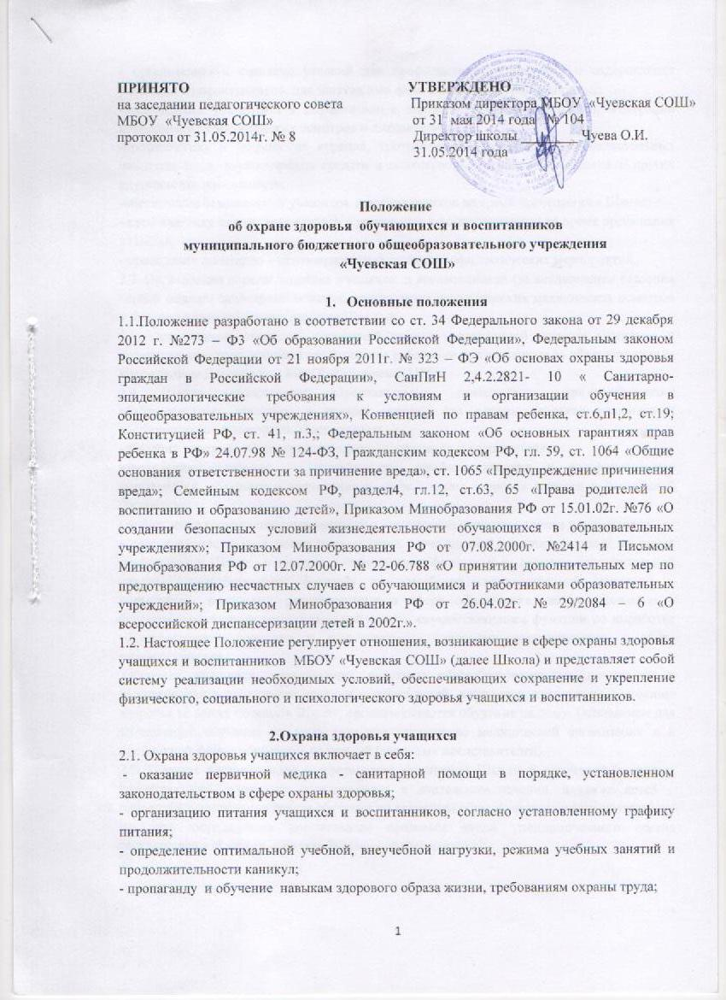 ПРИНЯТО
на заседании педагогического совета
МБОУ «Чуевская СОШ»
протокол от 31.05.2014г. № 8
УТВЕРЖДЕНО
Приказом директора МБОУ «Чуевская СОШ»
от 31 мая 2014 года № 104
Директор школы ________ Чуева О.И.
31.05.2014 года
Положение
об охране здоровья обучающихся и воспитанников
муниципального бюджетного общеобразовательного учреждения
«Чуевская СОШ»
1. Основные положения
1.1.Положение разработано в соответствии со ст. 34 Федерального закона от 29 декабря
2012 г. №273 – ФЗ «Об образовании Российской Федерации», Федеральным законом
Российской Федерации от 21 ноября 2011г. № 323 – ФЭ «Об основах охраны здоровья
граждан в Российской Федерации», СанПиН 2,4.2.2821- 10 « Санитарно-
эпидемиологические требования к условиям и организации обучения в
общеобразовательных учреждениях», Конвенцией по правам ребенка, ст.6,п1,2, ст.19;
Конституцией РФ, ст. 41, п.3,; Федеральным законом «Об основных гарантиях прав
ребенка в РФ» 24.07.98 № 124-ФЗ, Гражданским кодексом РФ, гл. 59, ст. 1064 «Общие
основания ответственности за причинение вреда», ст. 1065 «Предупреждение причинения
вреда»; Семейным кодексом РФ, раздел4, гл.12, ст.63, 65 «Права родителей по
воспитанию и образованию детей», Приказом Минобразования РФ от 15.01.02г. №76 «О
создании безопасных условий жизнедеятельности обучающихся в образовательных
учреждениях»; Приказом Минобразования РФ от 07.08.2000г. №2414 и Письмом
Минобразования РФ от 12.07.2000г. № 22-06.788 «О принятии дополнительных мер по
предотвращению несчастных случаев с обучающимися и работниками образовательных
учреждений»; Приказом Минобразования РФ от 26.04.02г. № 29/2084 – 6 «О
всероссийской диспансеризации детей в 2002г.».
1.2. Настоящее Положение регулирует отношения, возникающие в сфере охраны здоровья
учащихся и воспитанников МБОУ «Чуевская СОШ» (далее Школа) и представляет собой
систему реализации необходимых условий, обеспечивающих сохранение и укрепление
физического, социального и психологического здоровья учащихся и воспитанников.
2.Охрана здоровья учащихся
2.1. Охрана здоровья учащихся включает в себя:
- оказание первичной медика - санитарной помощи в порядке, установленном
законодательством в сфере охраны здоровья;
- организацию питания учащихся и воспитанников, согласно установленному графику
питания;
- определение оптимальной учебной, внеучебной нагрузки, режима учебных занятий и
продолжительности каникул;
- пропаганду и обучение навыкам здорового образа жизни, требованиям охраны труда;
1